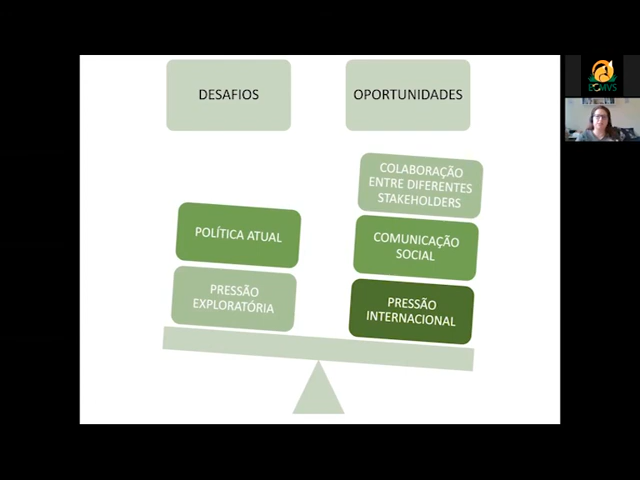 DESAFIOS
OPORTUNIDADES
COLABORAÇÃO
ENTRE DIFERENTES
STAKEHOLDERS
POLÍTICA ATUAL
COMUNICAÇÃO
SOCIAL
PRESSÃO
EXPLORATÓRIA
PRESSÃO
INTERNACIONAL